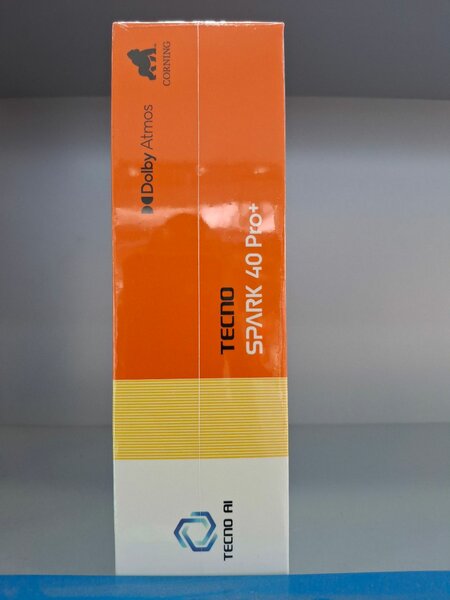 CORNING
Dolby Atmos
TECNO
SPARK 40 Pro+
TECNO AI